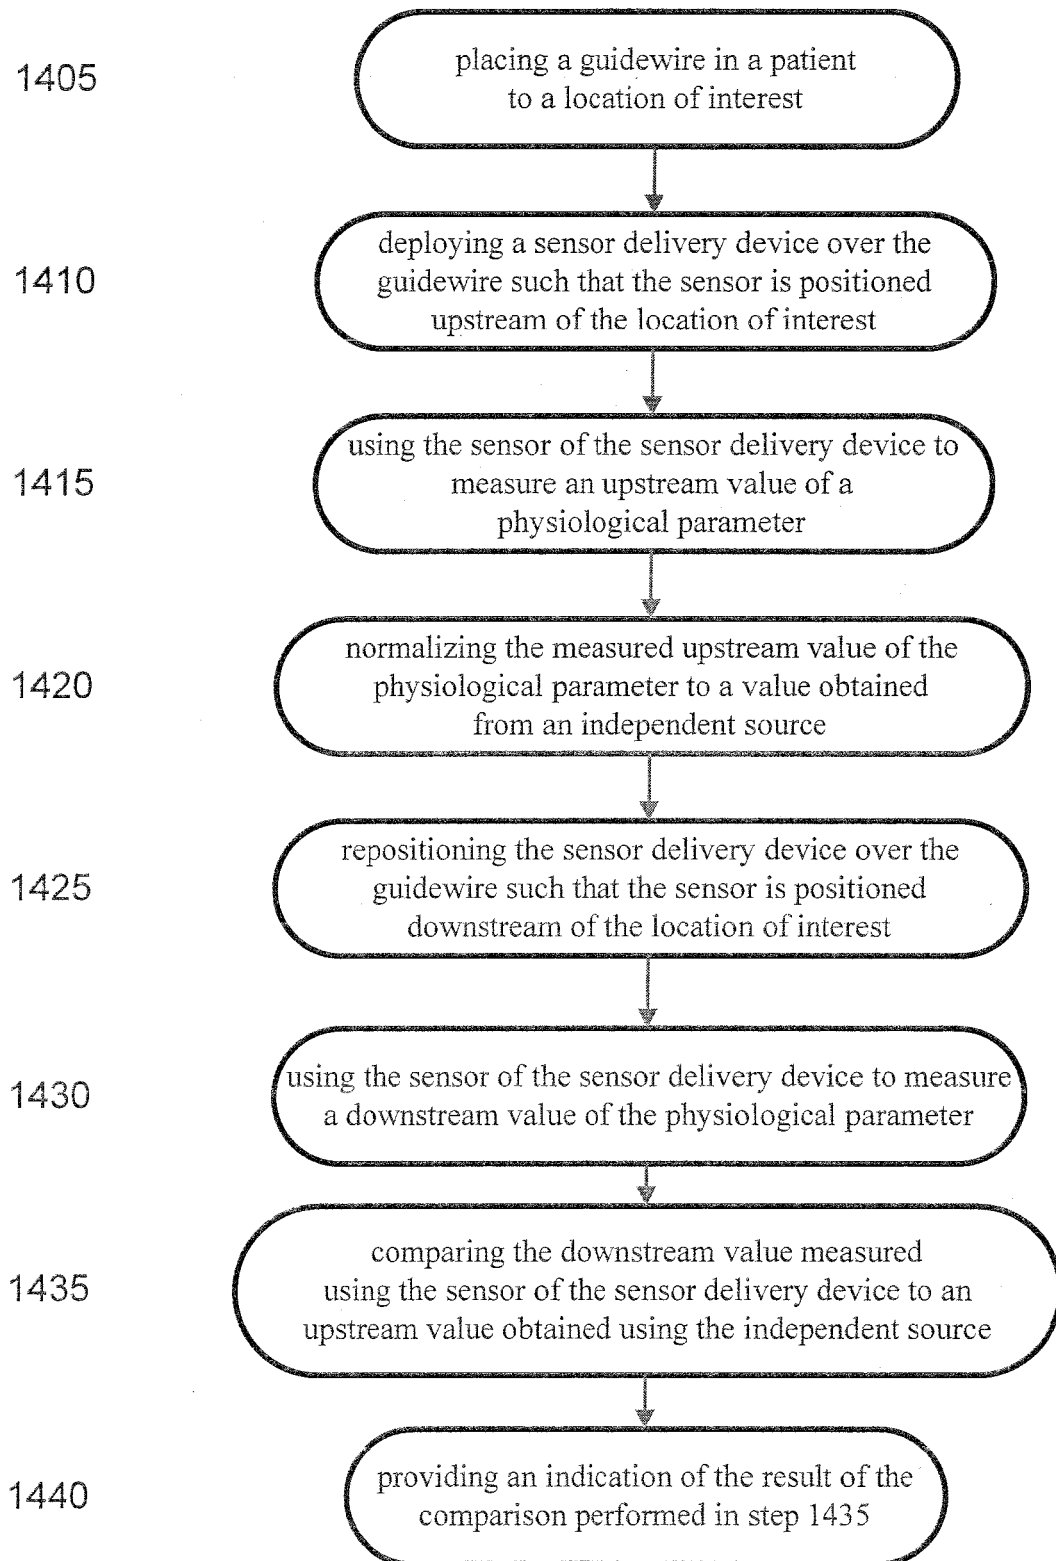 1405
placing a guidewire in a patient
to a location of interest
1410
deploying a sensor delivery device over the
guidewire such that the sensor is positioned
upstream of the location of interest
1415
using the sensor of the sensor delivery device to
measure an upstream value of a
physiological parameter
1420
normalizing the measured upstream value of the
physiological parameter to a value obtained
from an independent source
1425
repositioning the sensor delivery device over the
guidewire such that the sensor is positioned
downstream of the location of interest
1430
using the sensor of the sensor delivery device to measure
a downstream value of the physiological parameter
1435
comparing the downstream value measured
using the sensor of the sensor delivery device to an
upstream value obtained using the independent source
1440
providing an indication of the result of the
comparison performed in step 1435